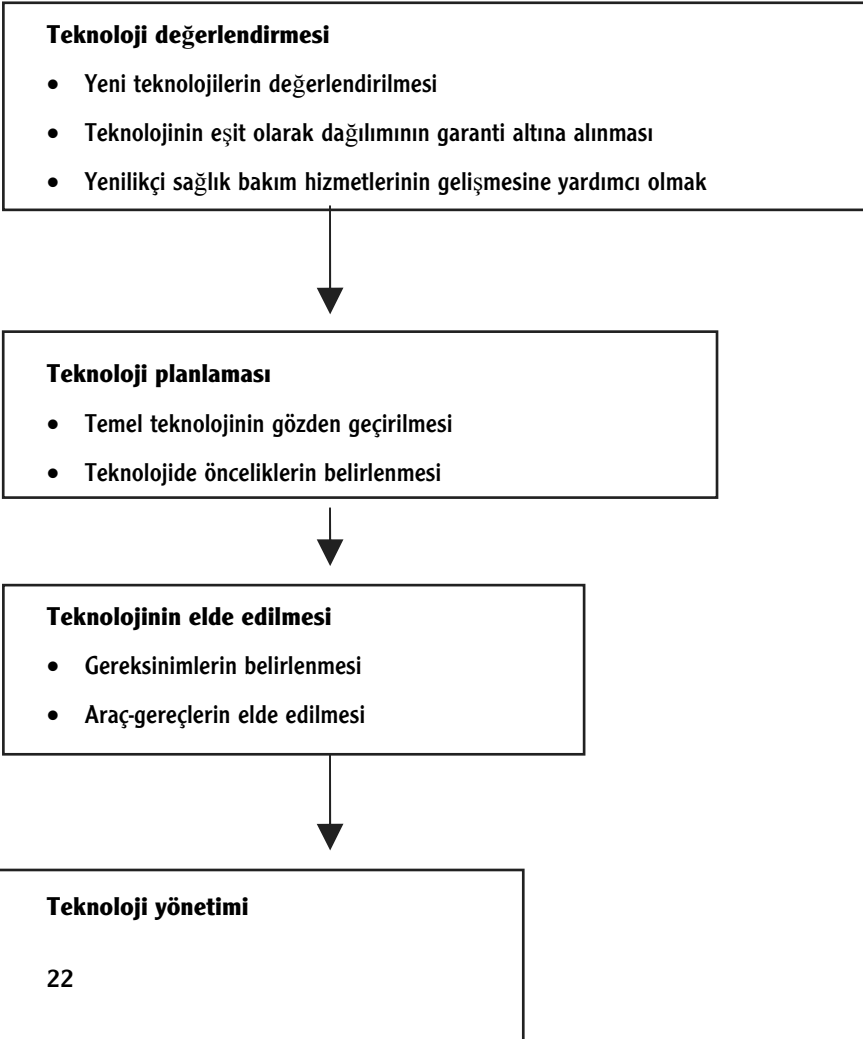 Teknoloji değerlendirmesi
• Yeni teknolojilerin değerlendirilmesi
• Teknolojinin eşit olarak dağılımının garanti altına alınması
• Yenilikçi sağlık bakım hizmetlerinin gelişmesine yardımcı olmak
Teknoloji planlaması
• Temel teknolojinin gözden geçirilmesi
• Teknolojide önceliklerin belirlenmesi
Teknolojinin elde edilmesi
• Gereksinimlerin belirlenmesi
• Araç-gereçlerin elde edilmesi
Teknoloji yönetimi
22